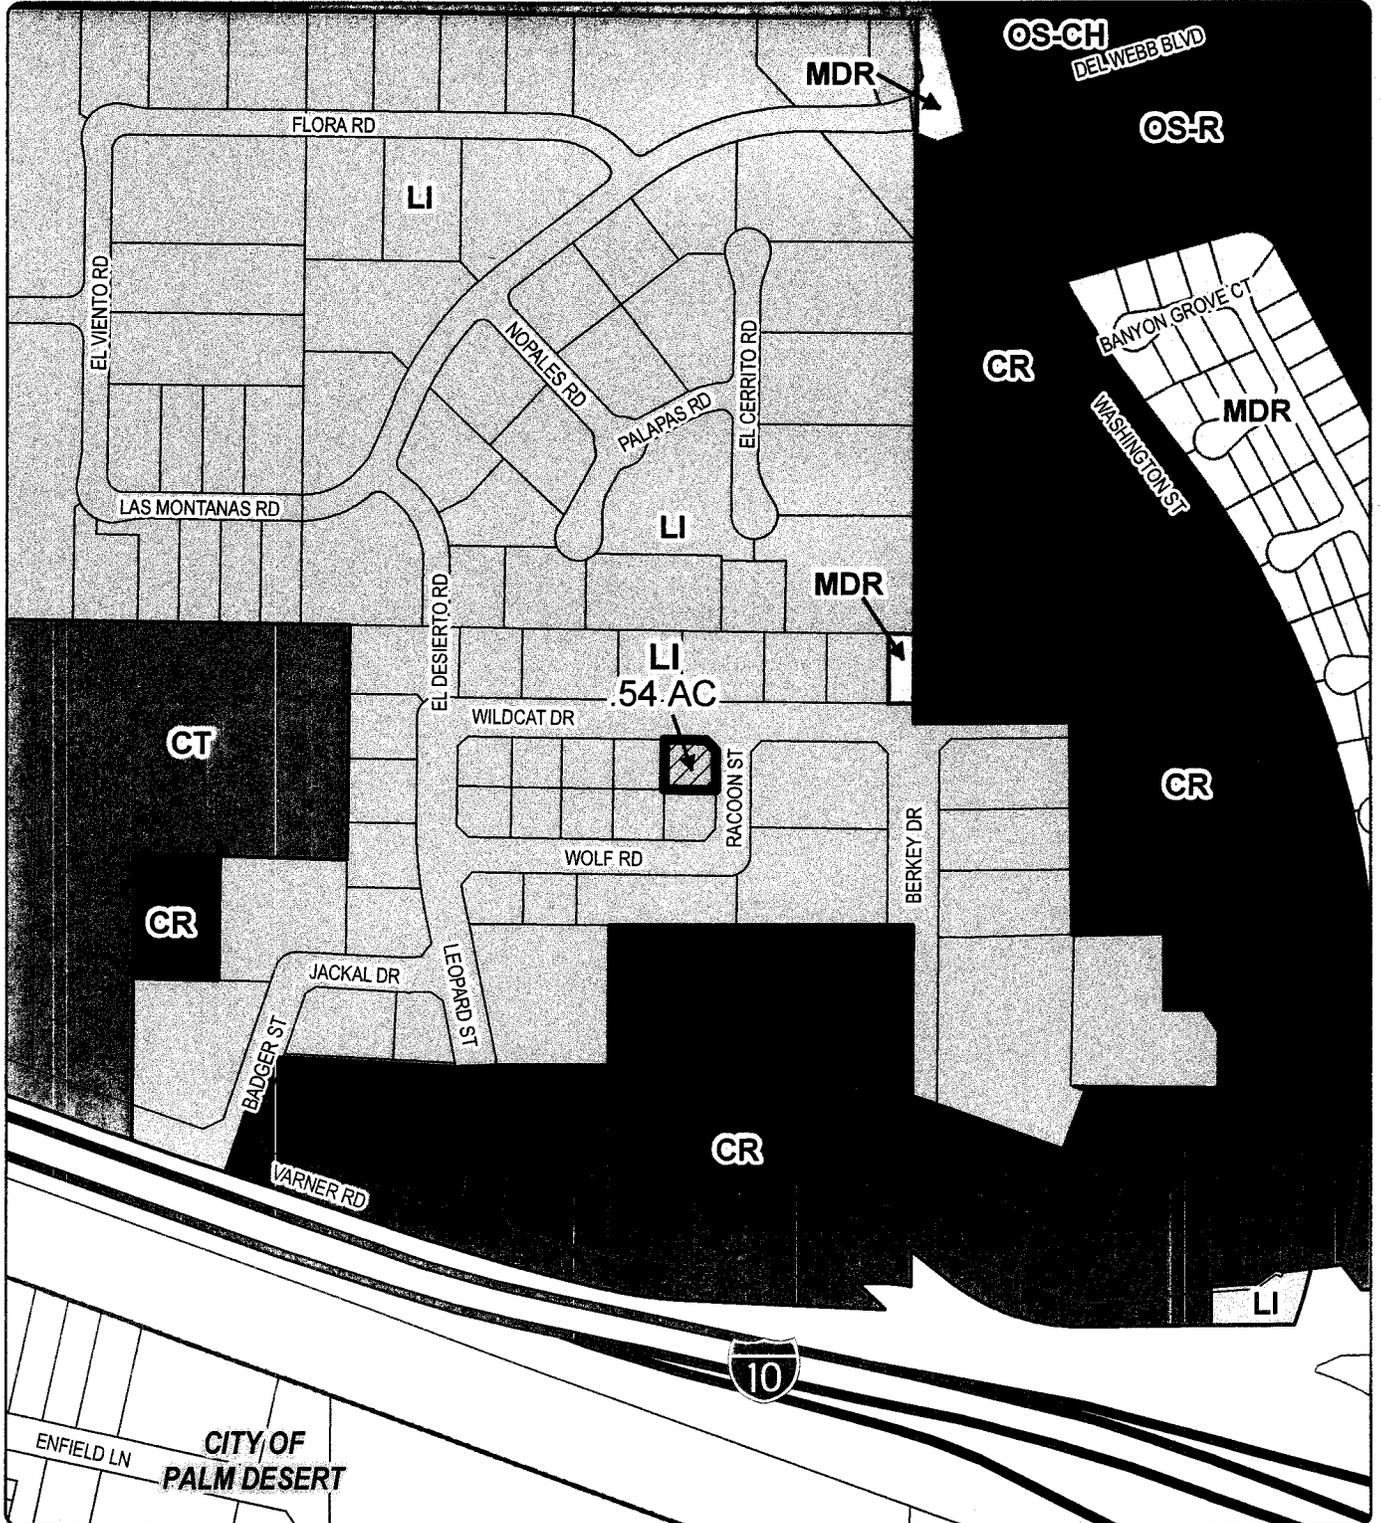 OS-CH
DEL WEBB BLVD
MDR
OS-R
FLORA RD
LI
EL VIENTO RD
BANYON GROVE CT
NOPALES RD
EL CERRITO RD
CR
MDR
PALAPAS RD
WASHINGTON ST
LAS MONTANAS RD
LI
EL DESIERTO RD
MDR
LI
.54 AC
WILDCAT DR
CT
RACOON ST
CR
BERKEY DR
WOLF RD
CR
JACKAL DR
LEOPARD ST
BADGER ST
CR
VARNER RD
LI
10
ENFIELD LN
CITY OF
PALM DESERT